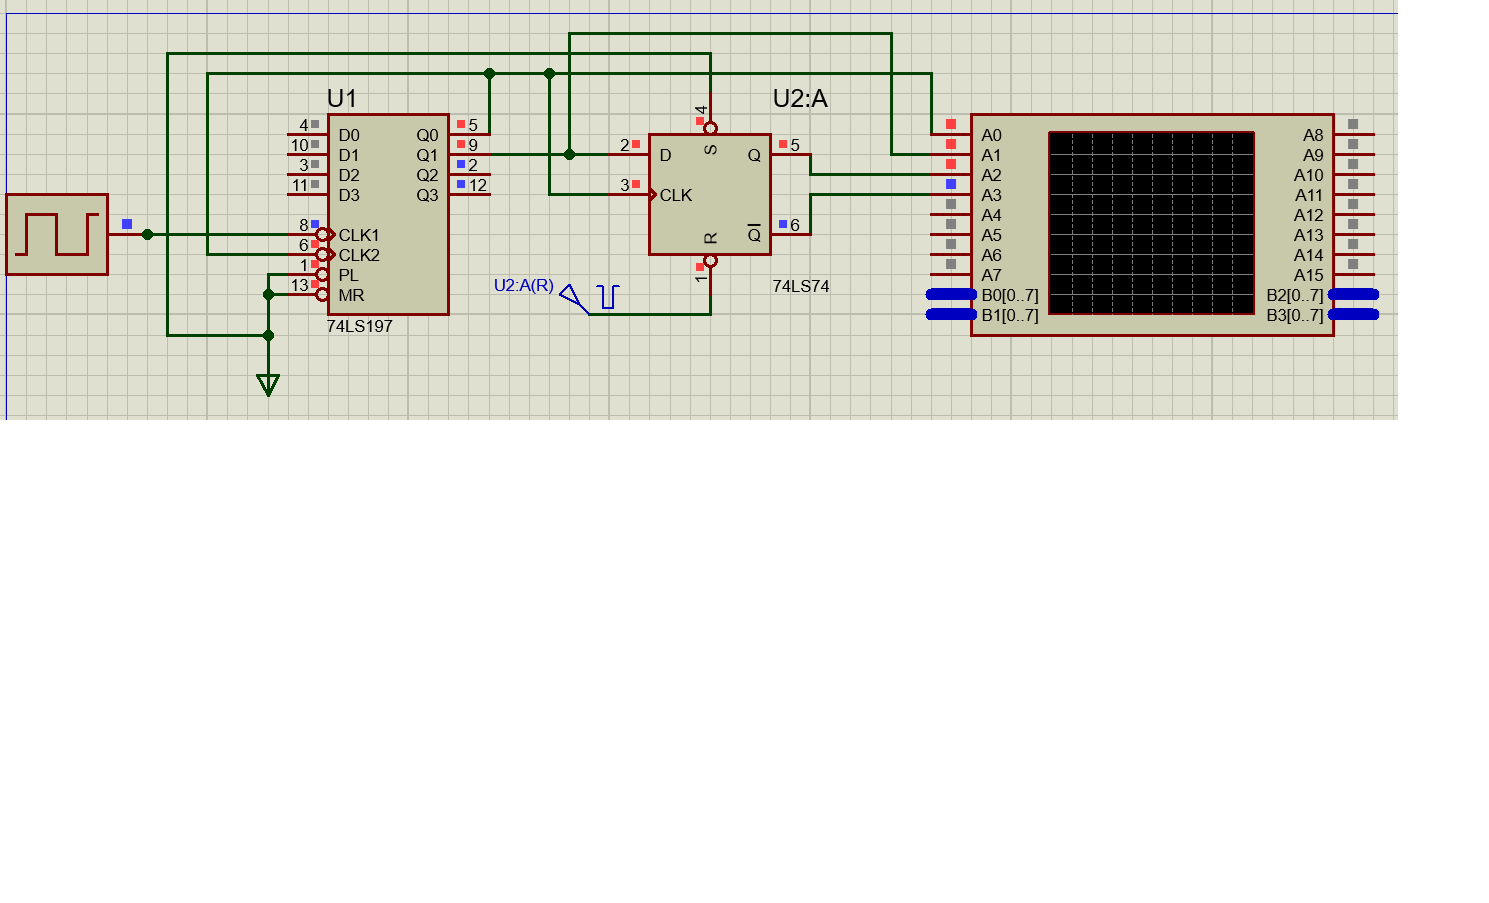 U1
4 D0 Q0 5
10 D1 Q1 9
3 D2 Q2 2
11 D3 Q3 12
8 CLK1
6 CLK2
1 PL
13 MR
74LS197
U2:A
4
S
2 D Q 5
3 CLK
R Q 6
1
74LS74
U2:A(R)
A0 A8
A1 A9
A2 A10
A3 A11
A4 A12
A5 A13
A6 A14
A7 A15
B0[0..7] B2[0..7]
B1[0..7] B3[0..7]